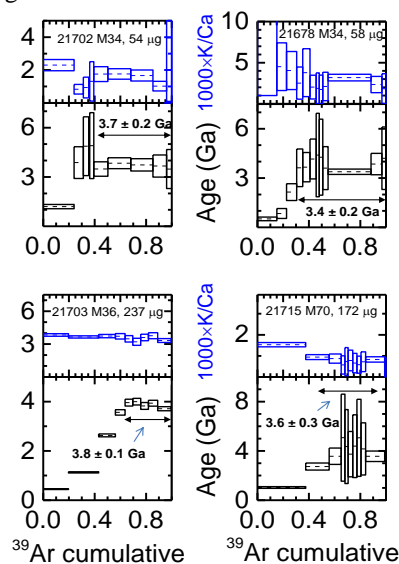 21702 M34, 54 µg
4
2
6
3
3.7 ± 0.2 Ga
0.0 0.4 0.8
1000×K/Ca
10
5
0
21678 M34, 58 µg
Age (Ga)
6
3
3.4 ± 0.2 Ga
0.0 0.4 0.8
21703 M36, 237 µg
6
3
4
2
0
3.8 ± 0.1 Ga
0.0 0.4 0.8
39Ar cumulative
1000×K/Ca
21715 M70, 172 µg
2
Age (Ga)
8
4
0
3.6 ± 0.3 Ga
0.0 0.4 0.8
39Ar cumulative